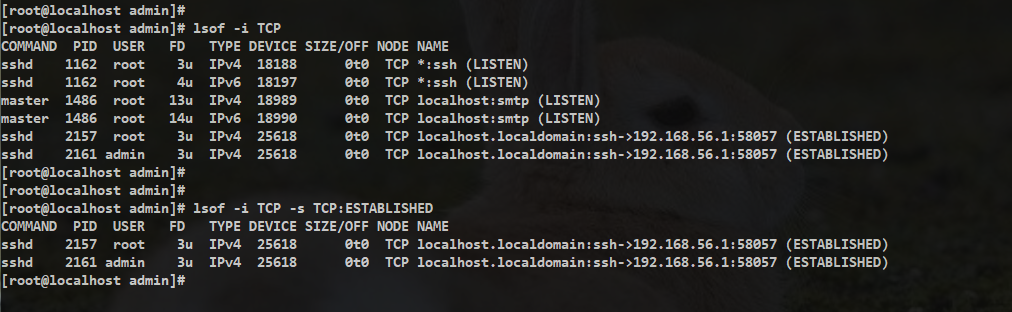 [root@localhost admin]#
[root@localhost admin]# lsof -i TCP
COMMAND  PID  USER   FD   TYPE DEVICE SIZE/OFF NODE NAME
sshd    1162  root    3u  IPv4  18188      0t0  TCP *:ssh (LISTEN)
sshd    1162  root    4u  IPv6  18197      0t0  TCP *:ssh (LISTEN)
master  1486  root   13u  IPv4  18989      0t0  TCP localhost:smtp (LISTEN)
master  1486  root   14u  IPv6  18990      0t0  TCP localhost:smtp (LISTEN)
sshd    2157  root    3u  IPv4  25618      0t0  TCP localhost.localdomain:ssh->192.168.56.1:58057 (ESTABLISHED)
sshd    2161 admin    3u  IPv4  25618      0t0  TCP localhost.localdomain:ssh->192.168.56.1:58057 (ESTABLISHED)
[root@localhost admin]#
[root@localhost admin]#
[root@localhost admin]# lsof -i TCP -s TCP:ESTABLISHED
COMMAND  PID  USER   FD   TYPE DEVICE SIZE/OFF NODE NAME
sshd    2157  root    3u  IPv4  25618      0t0  TCP localhost.localdomain:ssh->192.168.56.1:58057 (ESTABLISHED)
sshd    2161 admin    3u  IPv4  25618      0t0  TCP localhost.localdomain:ssh->192.168.56.1:58057 (ESTABLISHED)
[root@localhost admin]#